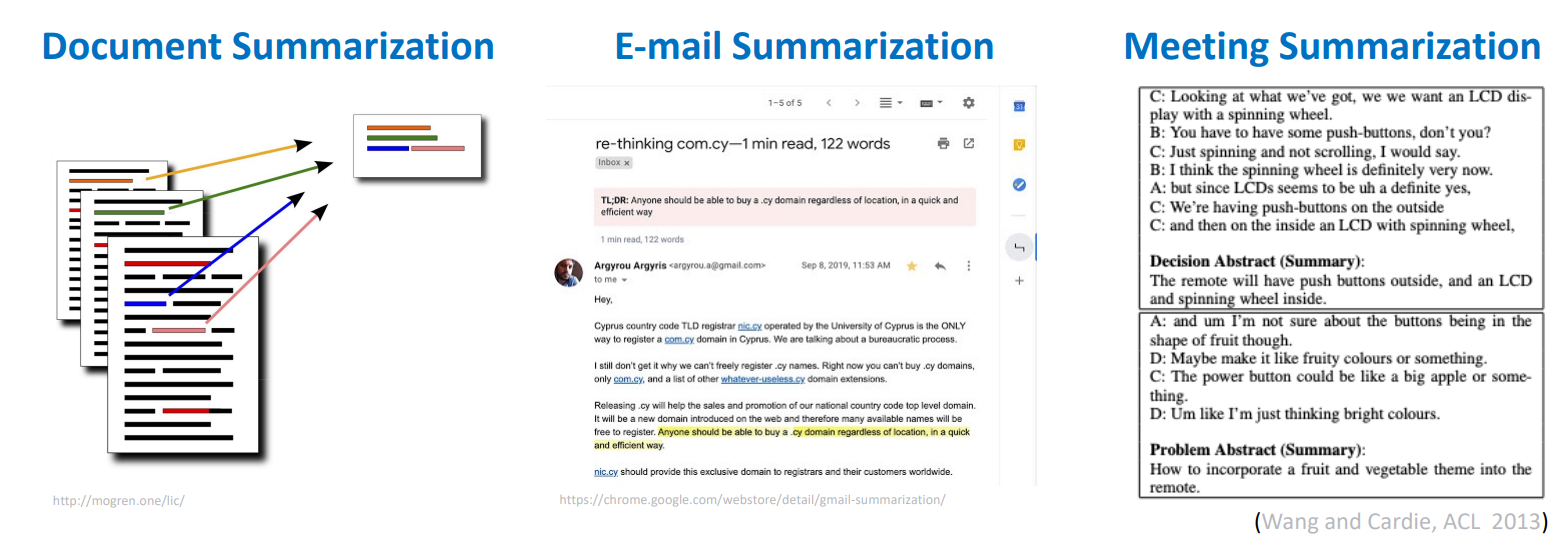 Document Summarization
http://mogren.one/lic/
E-mail Summarization
1–5 of 5
31
re-thinking com.cy—1 min read, 122 words
Inbox x
TL;DR: Anyone should be able to buy a .cy domain regardless of location, in a quick and
efficient way
1 min read, 122 words
Argyrou Argyris <argyrou.a@gmail.com>
Sep 8, 2019, 11:53 AM
to me
Hey,
Cyprus country code TLD registrar nic.cy operated by the University of Cyprus is the ONLY
way to register a com.cy domain in Cyprus. We are talking about a bureaucratic process.
I still don't get it why we can't freely register .cy names. Right now you can't buy .cy domains,
only com.cy, and a list of other whatever-useless.cy domain extensions.
Releasing .cy will help the sales and promotion of our national country code top level domain.
It will be a new domain introduced on the web and therefore many available names will be
free to register. Anyone should be able to buy a .cy domain regardless of location, in a quick
and efficient way.
nic.cy should provide this exclusive domain to registrars and their customers worldwide.
https://chrome.google.com/webstore/detail/gmail-summarization/
Meeting Summarization
C: Looking at what we've got, we we want an LCD dis-
play with a spinning wheel.
B: You have to have some push-buttons, don't you?
C: Just spinning and not scrolling, I would say.
B: I think the spinning wheel is definitely very now.
A: but since LCDs seems to be uh a definite yes,
C: We're having push-buttons on the outside
C: and then on the inside an LCD with spinning wheel,
Decision Abstract (Summary):
The remote will have push buttons outside, and an LCD
and spinning wheel inside.
A: and um I'm not sure about the buttons being in the
shape of fruit though.
D: Maybe make it like fruity colours or something.
C: The power button could be like a big apple or some-
thing.
D: Um like I'm just thinking bright colours.
Problem Abstract (Summary):
How to incorporate a fruit and vegetable theme into the
remote.
(Wang and Cardie, ACL 2013)